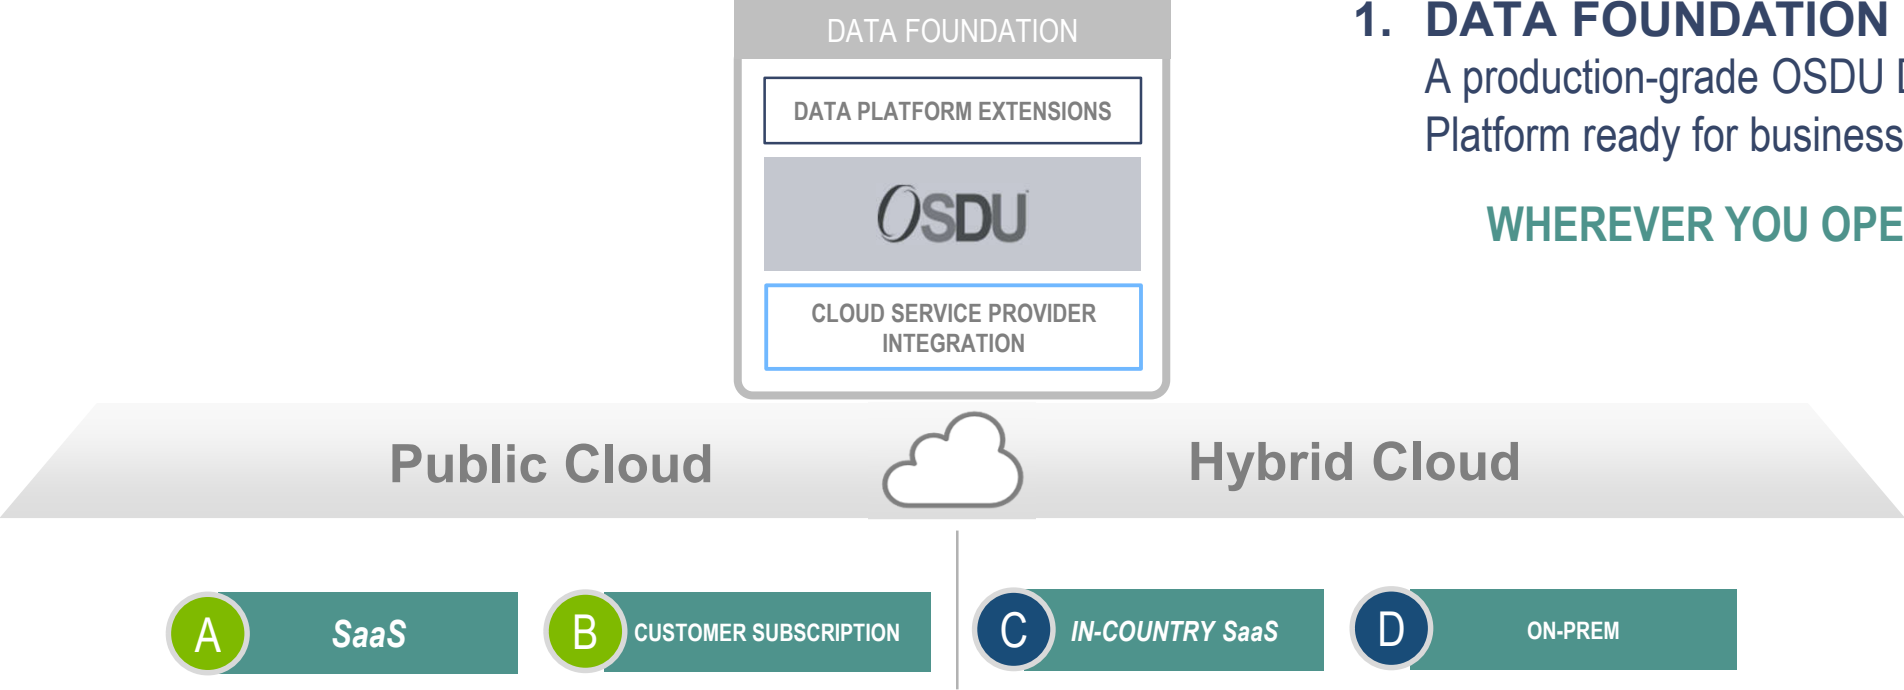 DATA FOUNDATION
DATA PLATFORM EXTENSIONS
OSDU
CLOUD SERVICE PROVIDER
INTEGRATION
1. DATA FOUNDATION
A production-grade OSDU
Platform ready for business
WHEREVER YOU
Public Cloud
Hybrid Cloud
A SaaS
B CUSTOMER SUBSCRIPTION
C IN-COUNTRY SaaS
D ON-PREM